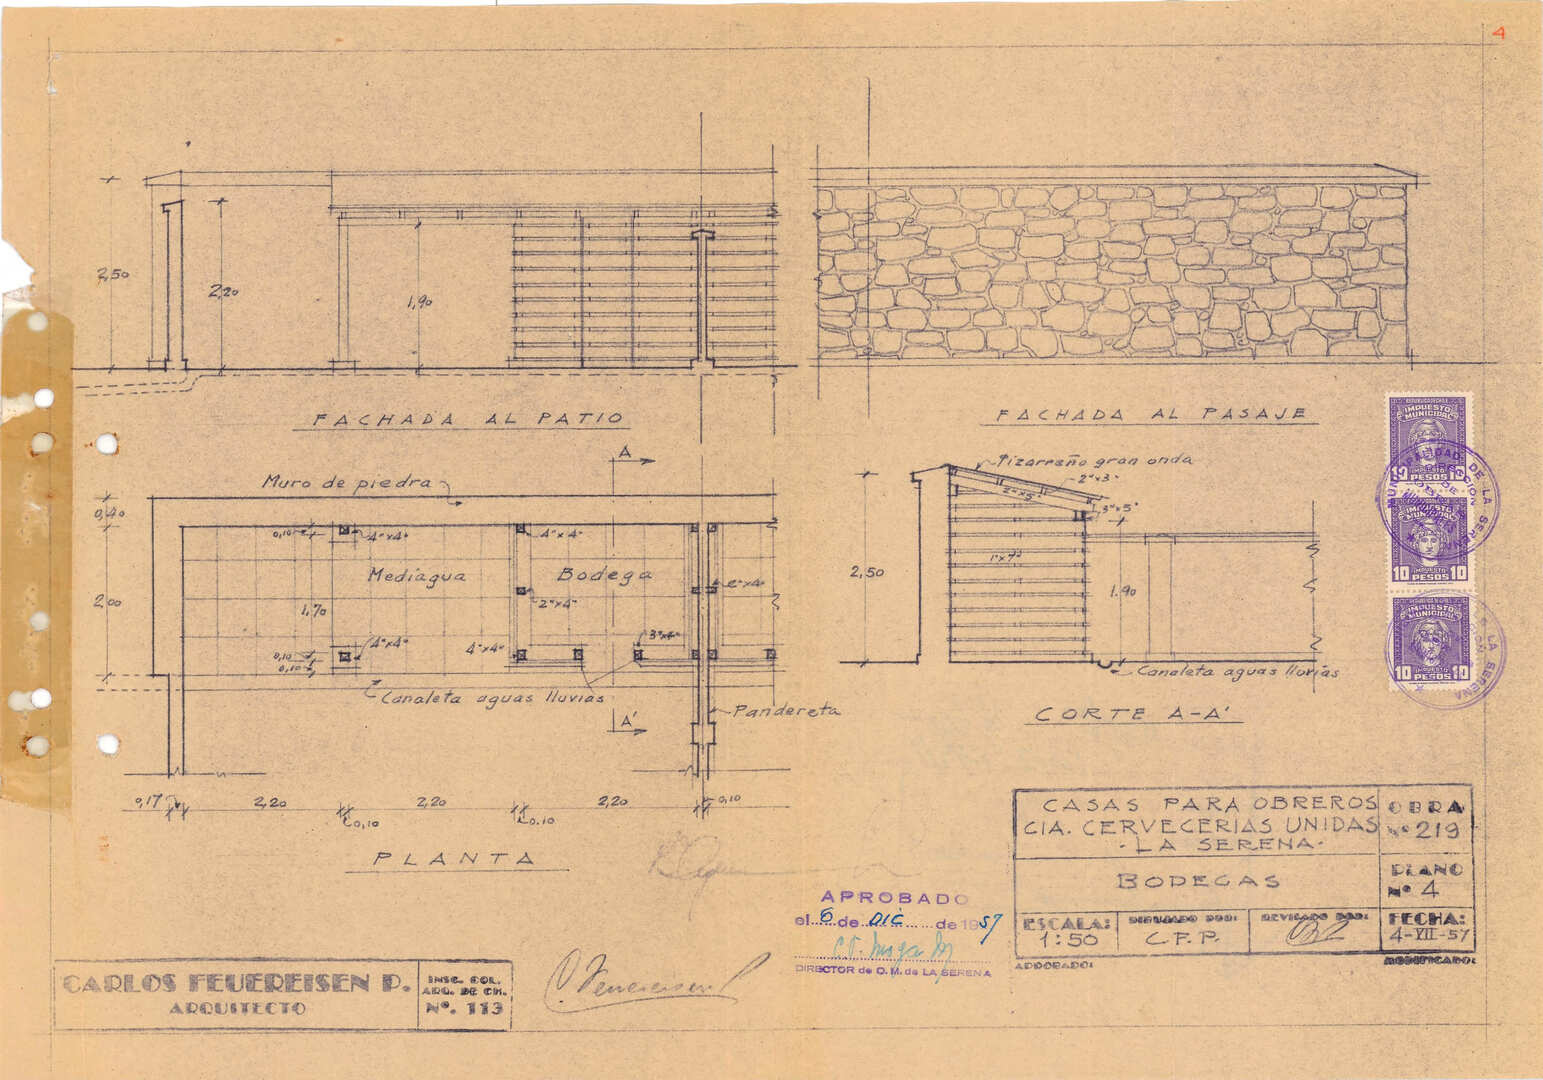 4
2,50
2,20
1,90
FACHADA AL PATIO
FACHADA AL PASAJE
A
Muro de piedra
0,40
0,10
4"x4"
4"x4"
Mediagua
Bodega
2"x4"
2,00
1,70
2"x4"
4"x4"
4"x4"
3"x4"
0,10
0,10
Canaleta aguas lluvias
A'
Pandereta
0,17
2,20
2,20
2,20
0,10
0,10
0,10
PLANTA
Pizarreño gran onda
2"x3"
2"x5"
3"x5"
2,50
1.90
Canaleta aguas lluvias
CORTE A-A'
REPUBLICA DE CHILE
IMPUESTO
MUNICIPAL
10 PESOS 10
IMPUESTO
MUNICIPAL
10 PESOS 10
IMPUESTO
MUNICIPAL
10 PESOS 10
MUNICIPALIDAD DE LA SERENA
LA SERENA
CASAS PARA OBREROS
CIA. CERVECERIAS UNIDAS
-LA SERENA-
OBRA
Nº 219
BODEGAS
PLANO
Nº 4
ESCALA:
1:50
DIBUJADO POR:
C.F.P.
REVISADO POR:
FECHA:
4-XII-57
APROBADO:
MODIFICADO:
APROBADO
el 6 de DIC de 1957
DIRECTOR de O. M. de LA SERENA
CARLOS FEUEREISEN P.
ARQUITECTO
INSC. COL.
ARQ. DE CH.
Nº. 113
C. Feuereisen